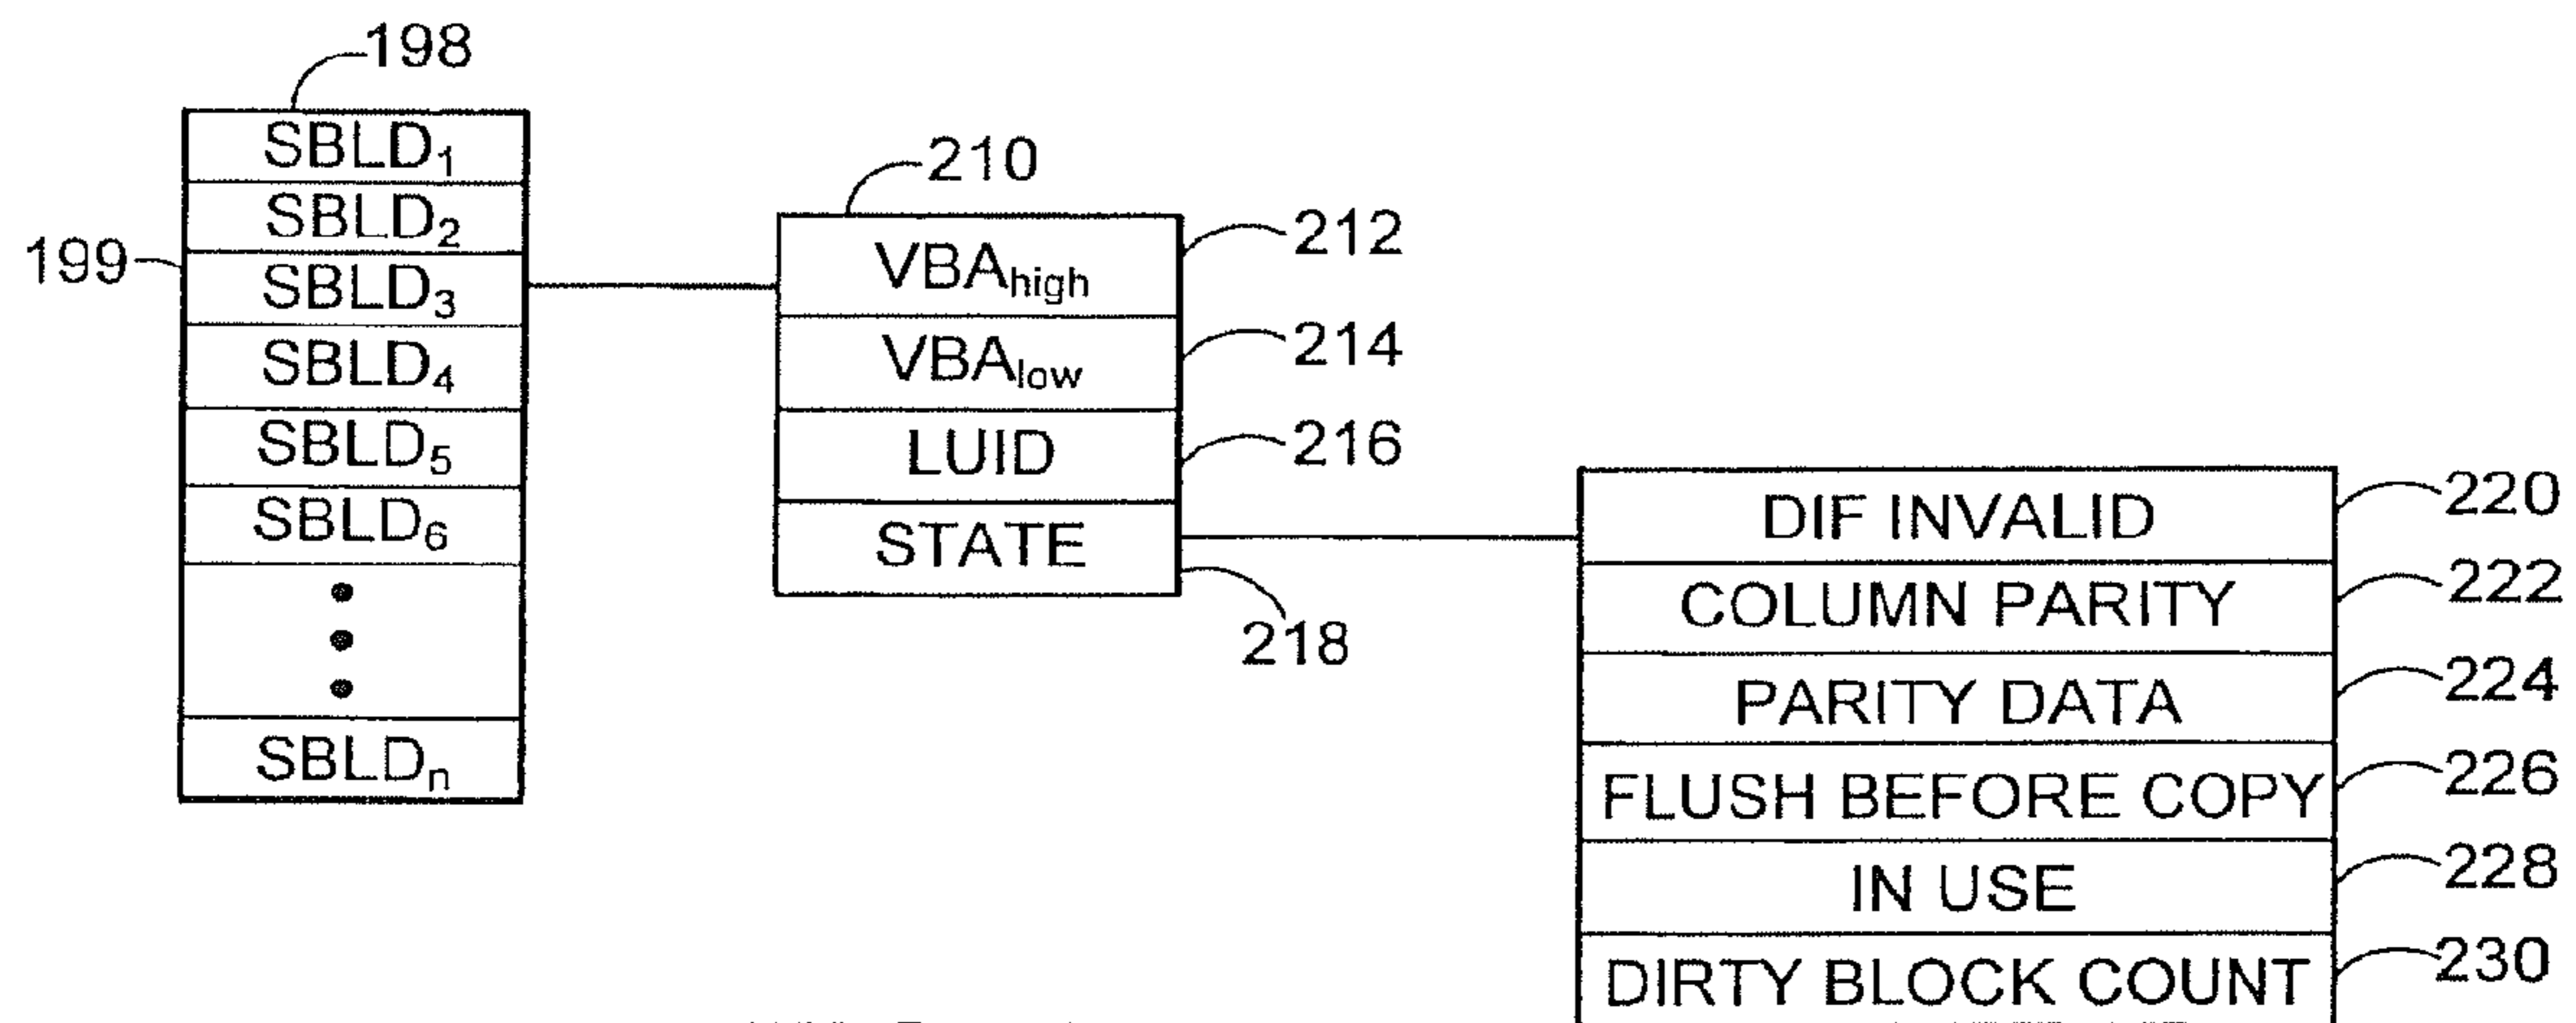 198
SBLD1
SBLD2
199
SBLD3
SBLD4
SBLD5
SBLD6
SBLDn
210
VBAhigh
212
VBAlow
214
LUID
216
STATE
218
DIF INVALID
220
COLUMN PARITY
222
PARITY DATA
224
FLUSH BEFORE COPY
226
IN USE
228
DIRTY BLOCK COUNT
230